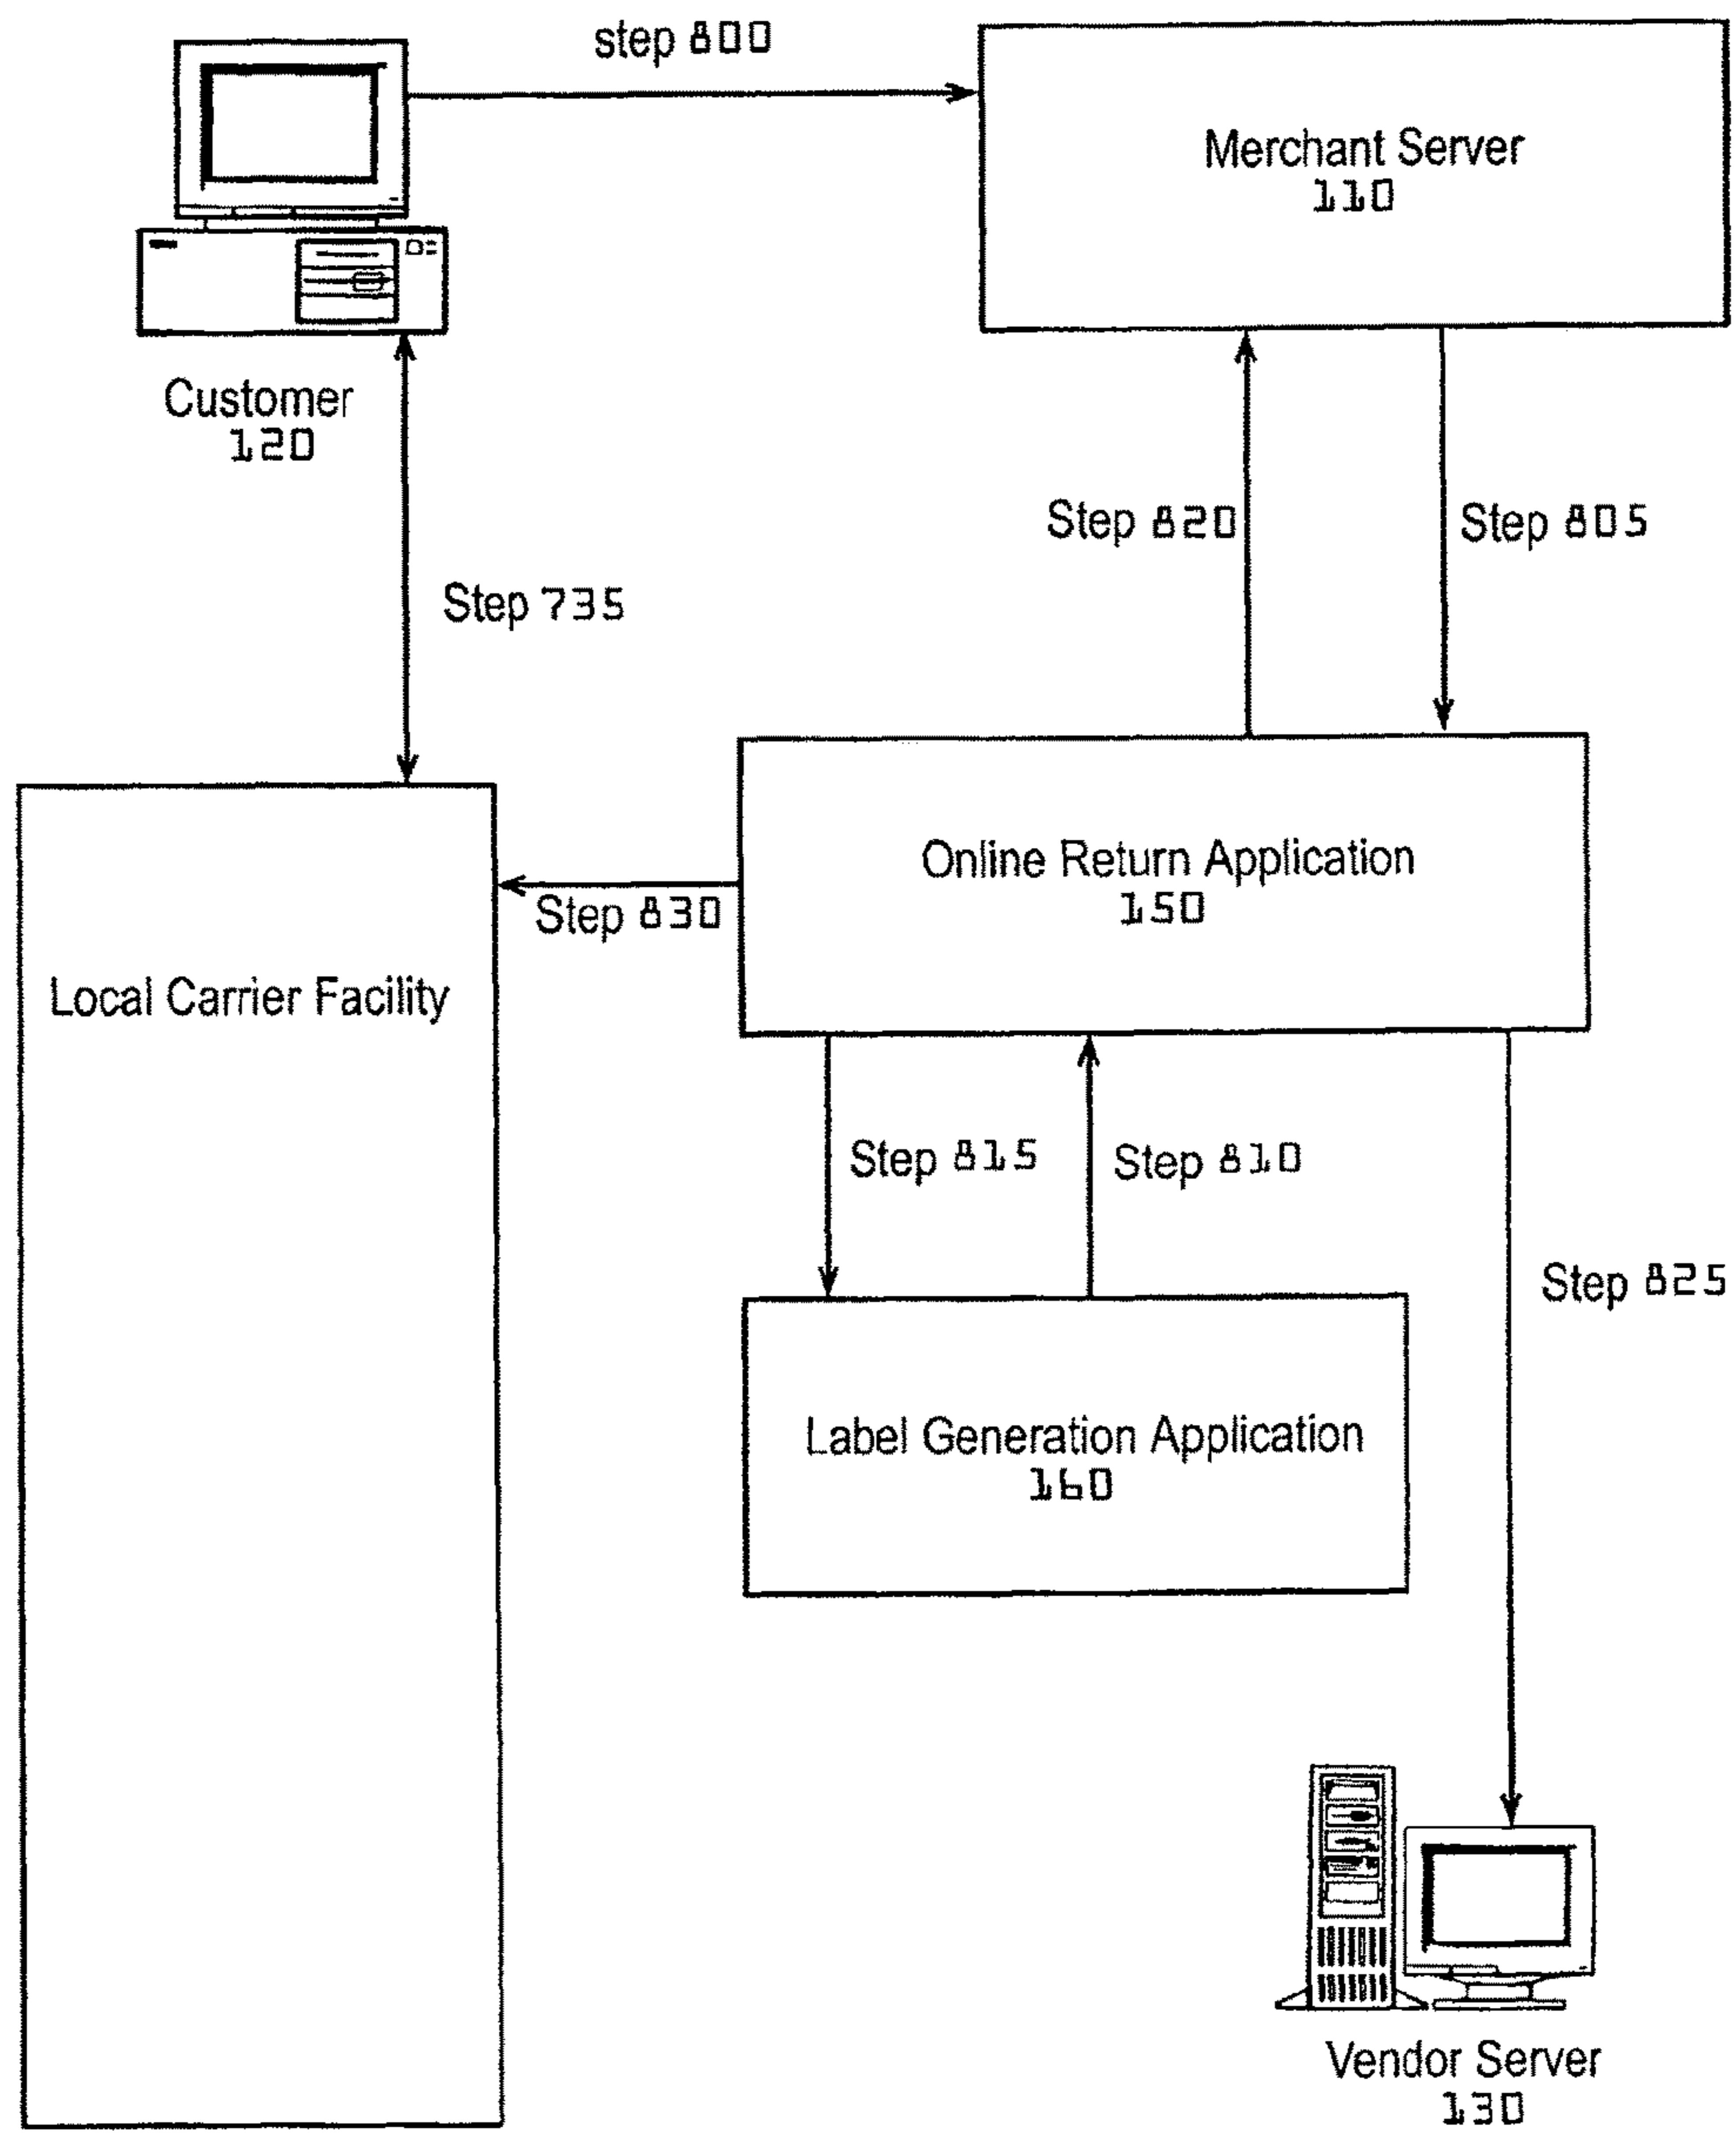 step 800
Merchant Server
110
Customer
120
Step 820
Step 805
Step 735
Online Return Application
150
Step 830
Local Carrier Facility
Step 815
Step 810
Step 825
Label Generation Application
160
Vendor Server
130